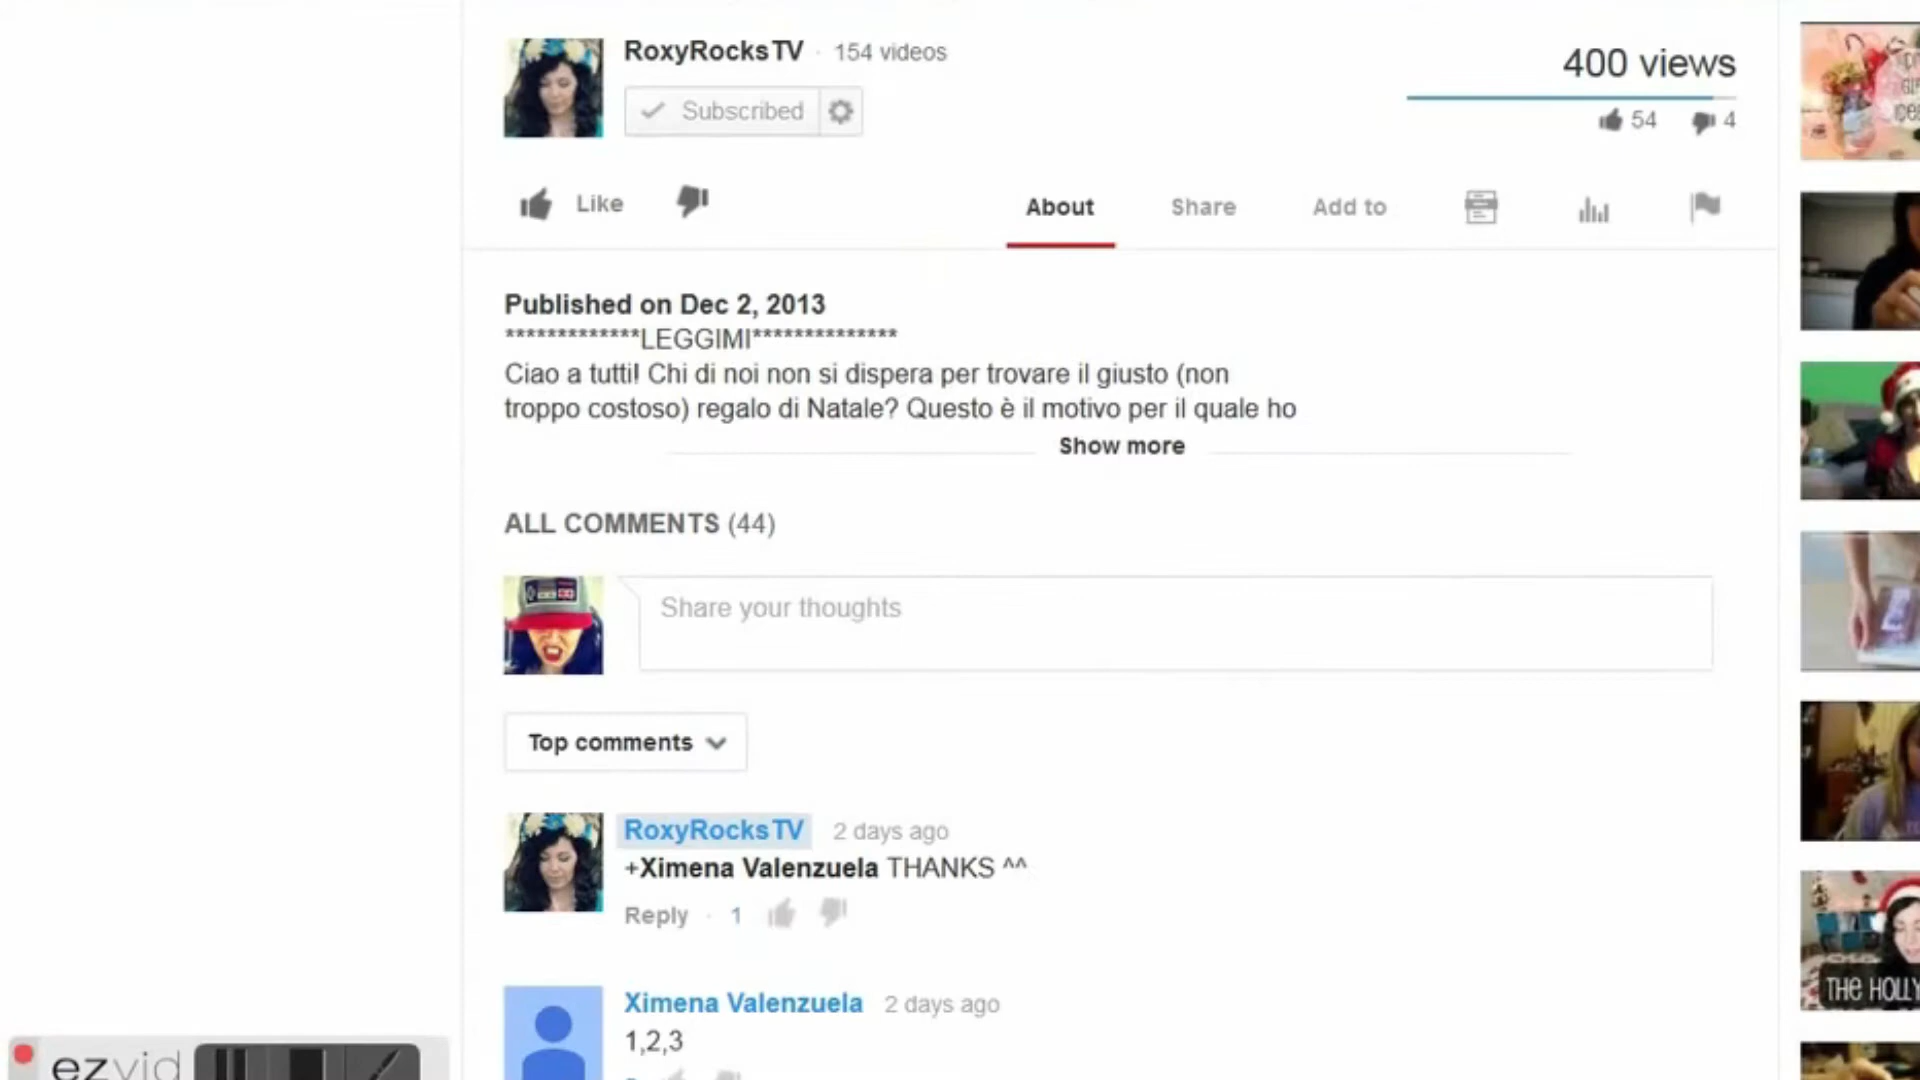 RoxyRocksTV · 154 videos
400 views
Subscribed
54 4
Like
About Share Add to
Published on Dec 2, 2013
*************LEGGIMI**************
Ciao a tutti! Chi di noi non si dispera per trovare il giusto (non
troppo costoso) regalo di Natale? Questo è il motivo per il quale ho
Show more
ALL COMMENTS (44)
Share your thoughts
Top comments
RoxyRocksTV 2 days ago
+Ximena Valenzuela THANKS ^^
Reply · 1
Ximena Valenzuela 2 days ago
1,2,3
THE HOLLY
ezvid